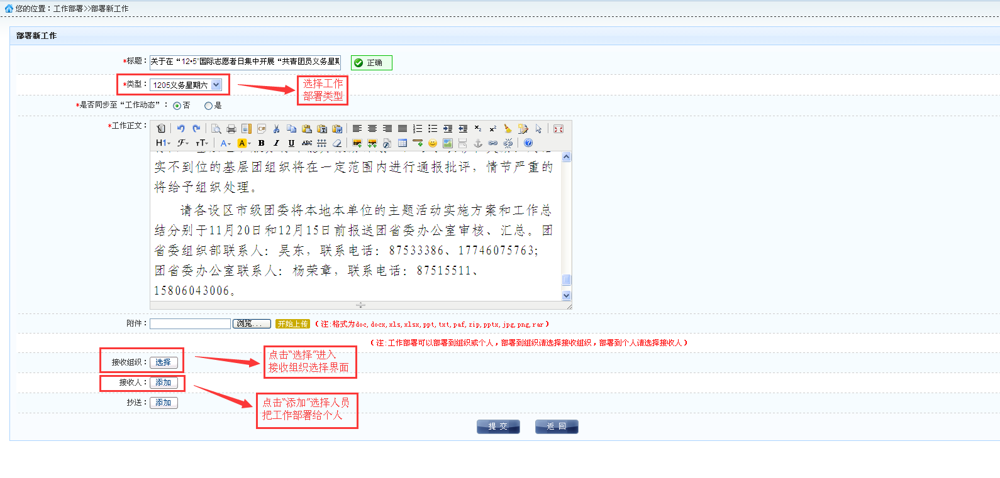 您的位置：工作部署>>部署新工作
部署新工作
*标题：关于在“12•5”国际志愿者日集中开展“共青团员义务星期 正确
*类型：1205义务星期六
选择工作
部署类型
*是否同步至“工作动态”： 否 是
*工作正文：
实不到位的基层团组织将在一定范围内进行通报批评，情节严重的
将给予组织处理。
请各设区市级团委将本地本单位的主题活动实施方案和工作总
结分别于11月20日和12月15日前报送团省委办公室审核、汇总。团
省委组织部联系人：吴东，联系电话：87533386、17746075763；
团省委办公室联系人：杨荣章，联系电话：87515511、
15806043006。
附件： 浏览... 开始上传 （注:格式为doc,docx,xls,xlsx,ppt,txt,paf,zip,pptx,jpg,png,rar）
（注:工作部署可以部署到组织或个人，部署到组织请选择接收组织，部署到个人请选择接收人）
接收组织： 选择
点击“选择”进入
接收组织选择界面
接收人： 添加
点击“添加”选择人员
把工作部署给个人
抄送： 添加
提 交 返 回